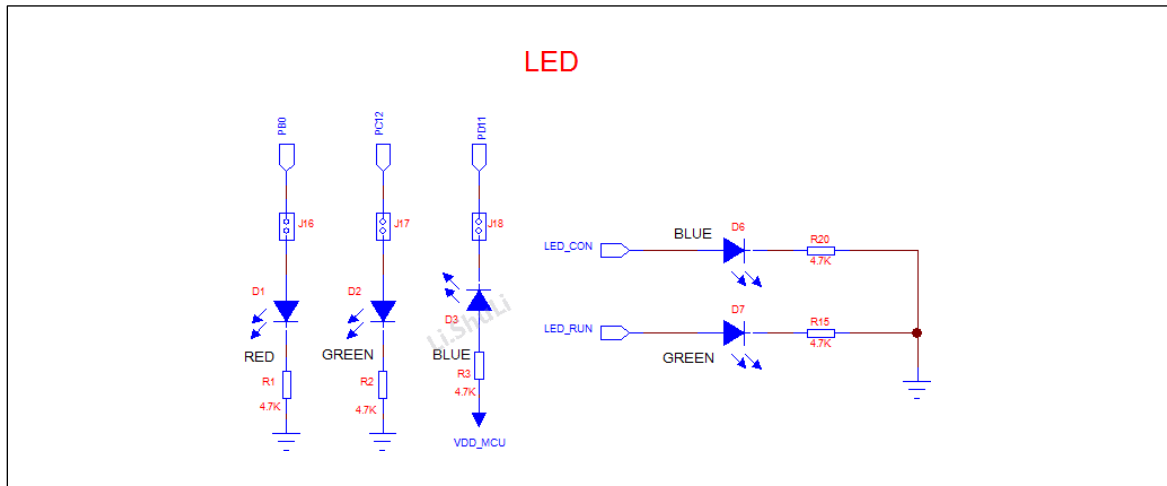 LED
PB0
PC12
PD11
J16
J17
J18
D1
D2
D3
RED
GREEN
BLUE
R1
R2
R3
4.7K
4.7K
4.7K
VDD_MCU
Li.ShuLi
LED_CON
BLUE
D6
R20
4.7K
LED_RUN
GREEN
D7
R15
4.7K